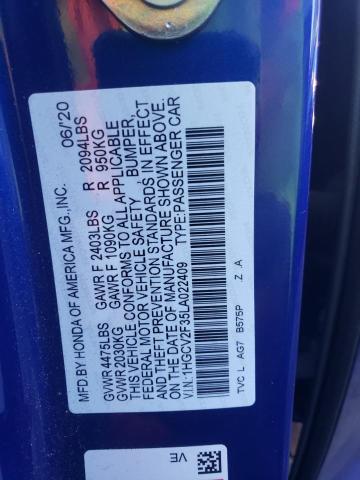 MFD.BY HONDA OF AMERICA MFG.,INC. 06/'20
GVWR 4475LBS GAWR F 2403LBS R 2094LBS
GVWR 2030KG GAWR F 1090KG R 950KG
THIS VEHICLE CONFORMS TO ALL APPLICABLE
FEDERAL MOTOR VEHICLE SAFETY BUMPER,
AND THEFT PREVENTION STANDARDS IN EFFECT
ON THE DATE OF MANUFACTURE SHOWN ABOVE.
V.I.N: TYPE:PASSENGER CAR
TVC L AG7 B575P Z .A
VE